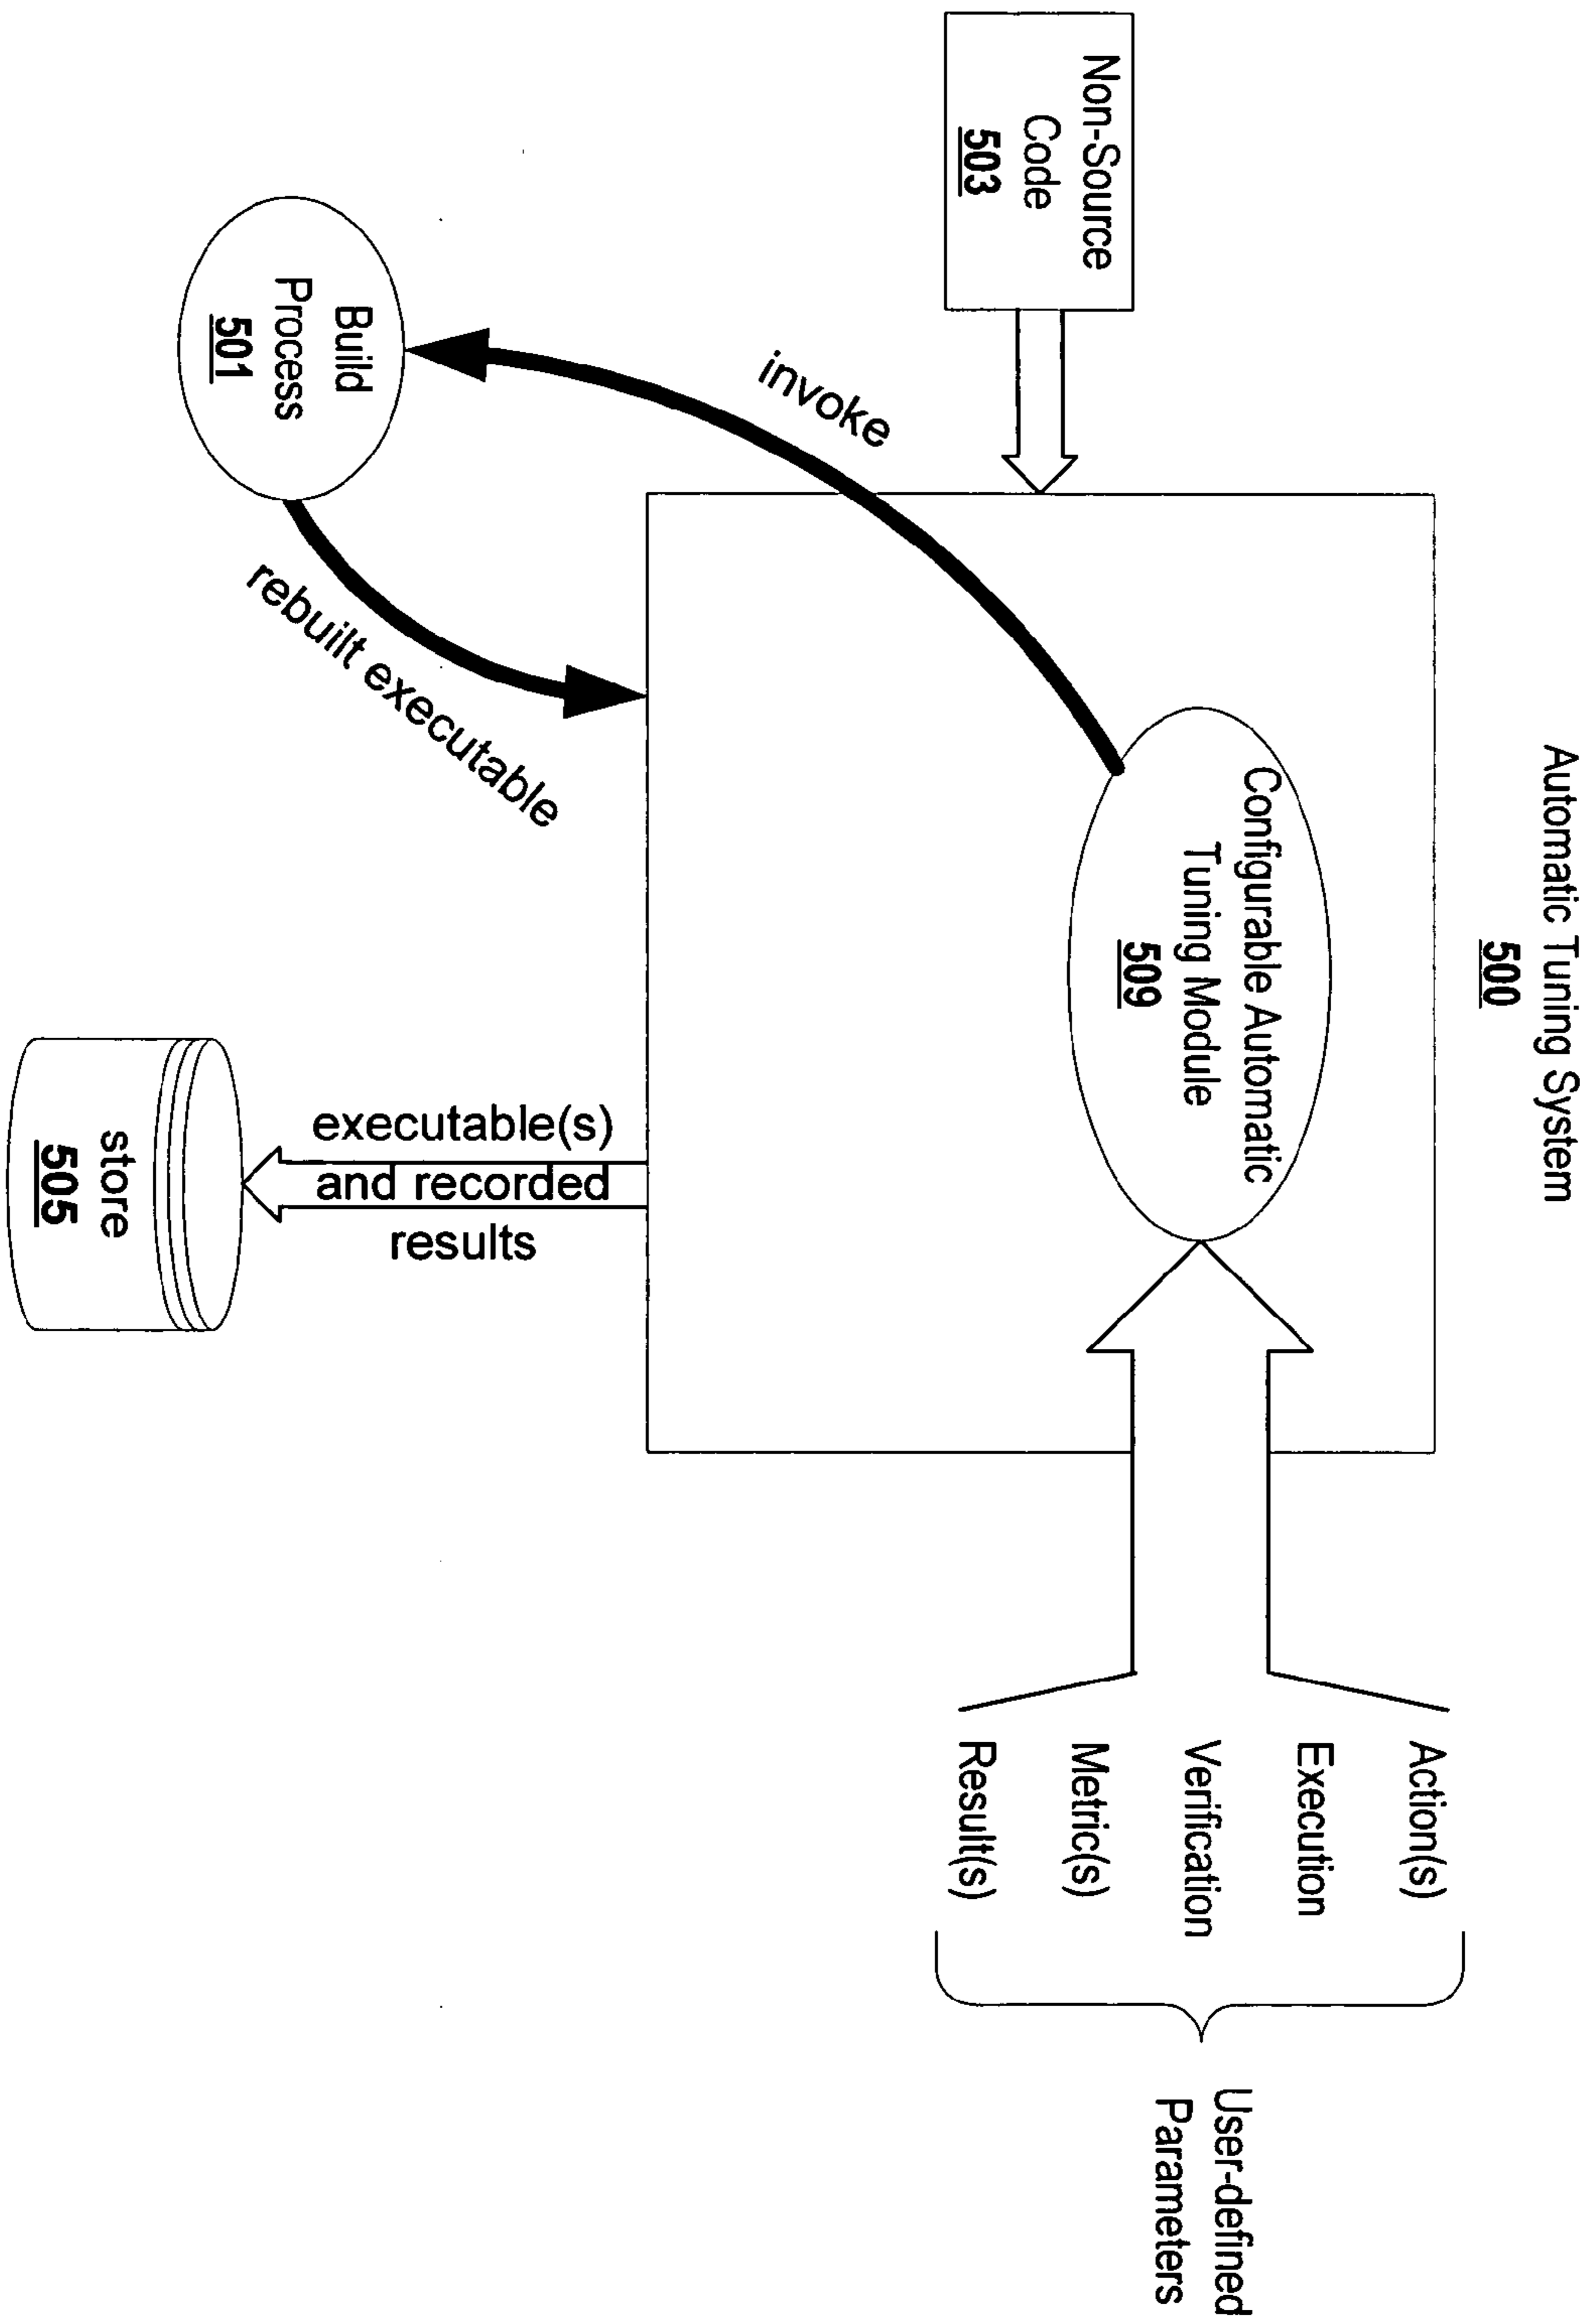 Automatic Tuning System
500
Non-Source
Code
503
Configurable Automatic
Tuning Module
509
Action(s)
Execution
Verification
Metric(s)
Result(s)
User-defined
Parameters
invoke
Build
Process
501
rebuilt executable
executable(s)
and recorded
results
store
505